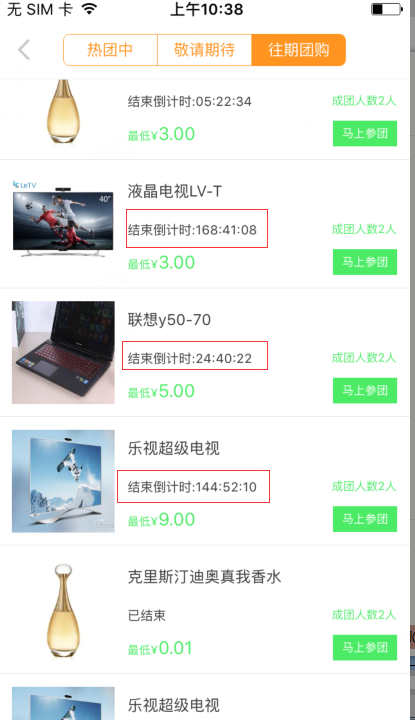 无 SIM 卡
上午10:38
热团中
敬请期待
往期团购
结束倒计时:05:22:34
成团人数2人
最低¥3.00
马上参团
LeTV
40"
液晶电视LV-T
结束倒计时:168:41:08
成团人数2人
最低¥3.00
马上参团
联想y50-70
结束倒计时:24:40:22
成团人数2人
最低¥5.00
马上参团
乐视超级电视
结束倒计时:144:52:10
成团人数2人
最低¥9.00
马上参团
克里斯汀迪奥真我香水
已结束
成团人数2人
最低¥0.01
马上参团
乐视超级电视